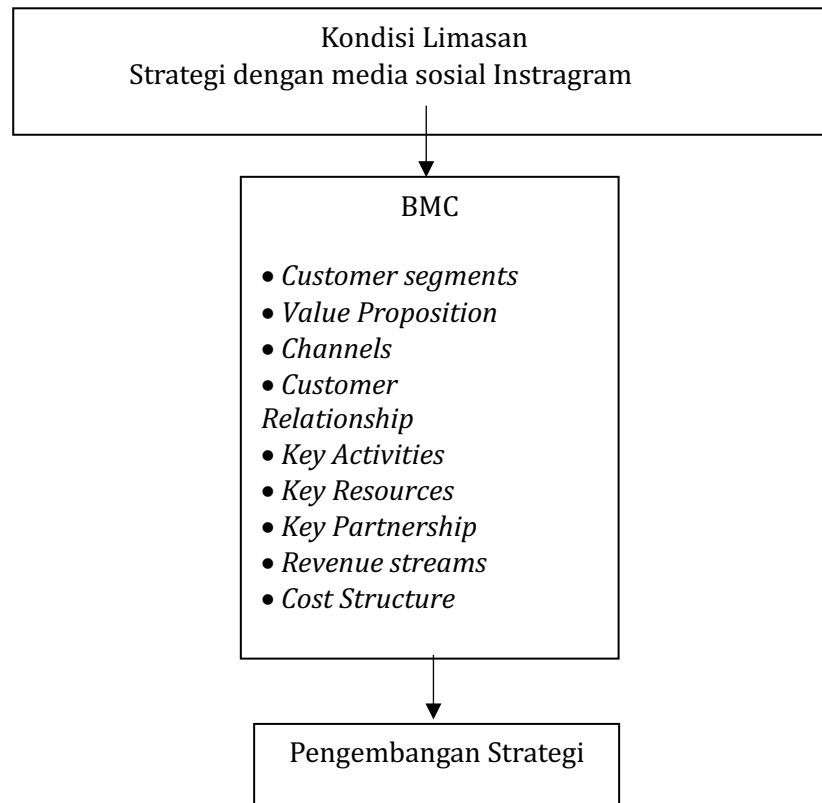 Kondisi Limasan
Strategi dengan media sosial Instragram
BMC
• Customer segments
• Value Proposition
• Channels
• Customer
Relationship
• Key Activities
• Key Resources
• Key Partnership
• Revenue streams
• Cost Structure
Pengembangan Strategi